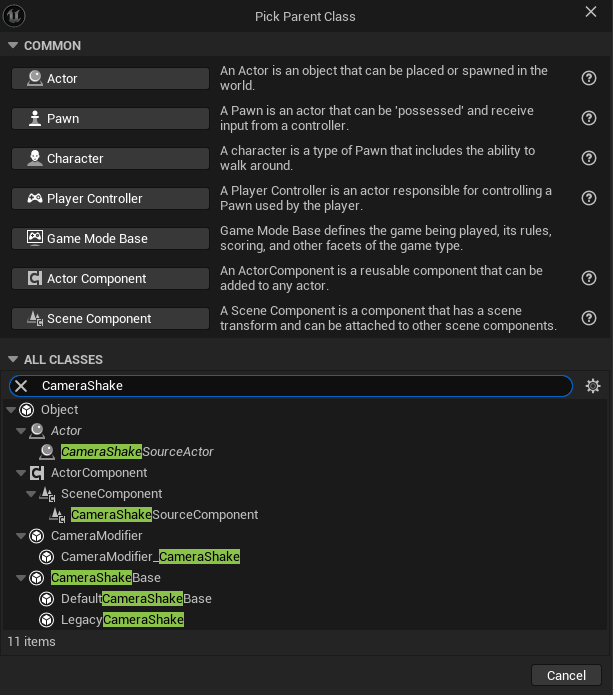 Pick Parent Class
COMMON
Actor
An Actor is an object that can be placed or spawned in the
world.
Pawn
A Pawn is an actor that can be 'possessed' and receive
input from a controller.
Character
A character is a type of Pawn that includes the ability to
walk around.
Player Controller
A Player Controller is an actor responsible for controlling a
Pawn used by the player.
Game Mode Base
Game Mode Base defines the game being played, its rules,
scoring, and other facets of the game type.
Actor Component
An ActorComponent is a reusable component that can be
added to any actor.
Scene Component
A Scene Component is a component that has a scene
transform and can be attached to other scene components.
ALL CLASSES
CameraShake
Object
Actor
CameraShakeSourceActor
ActorComponent
SceneComponent
CameraShakeSourceComponent
CameraModifier
CameraModifier_CameraShake
CameraShakeBase
DefaultCameraShakeBase
LegacyCameraShake
11 items
Cancel